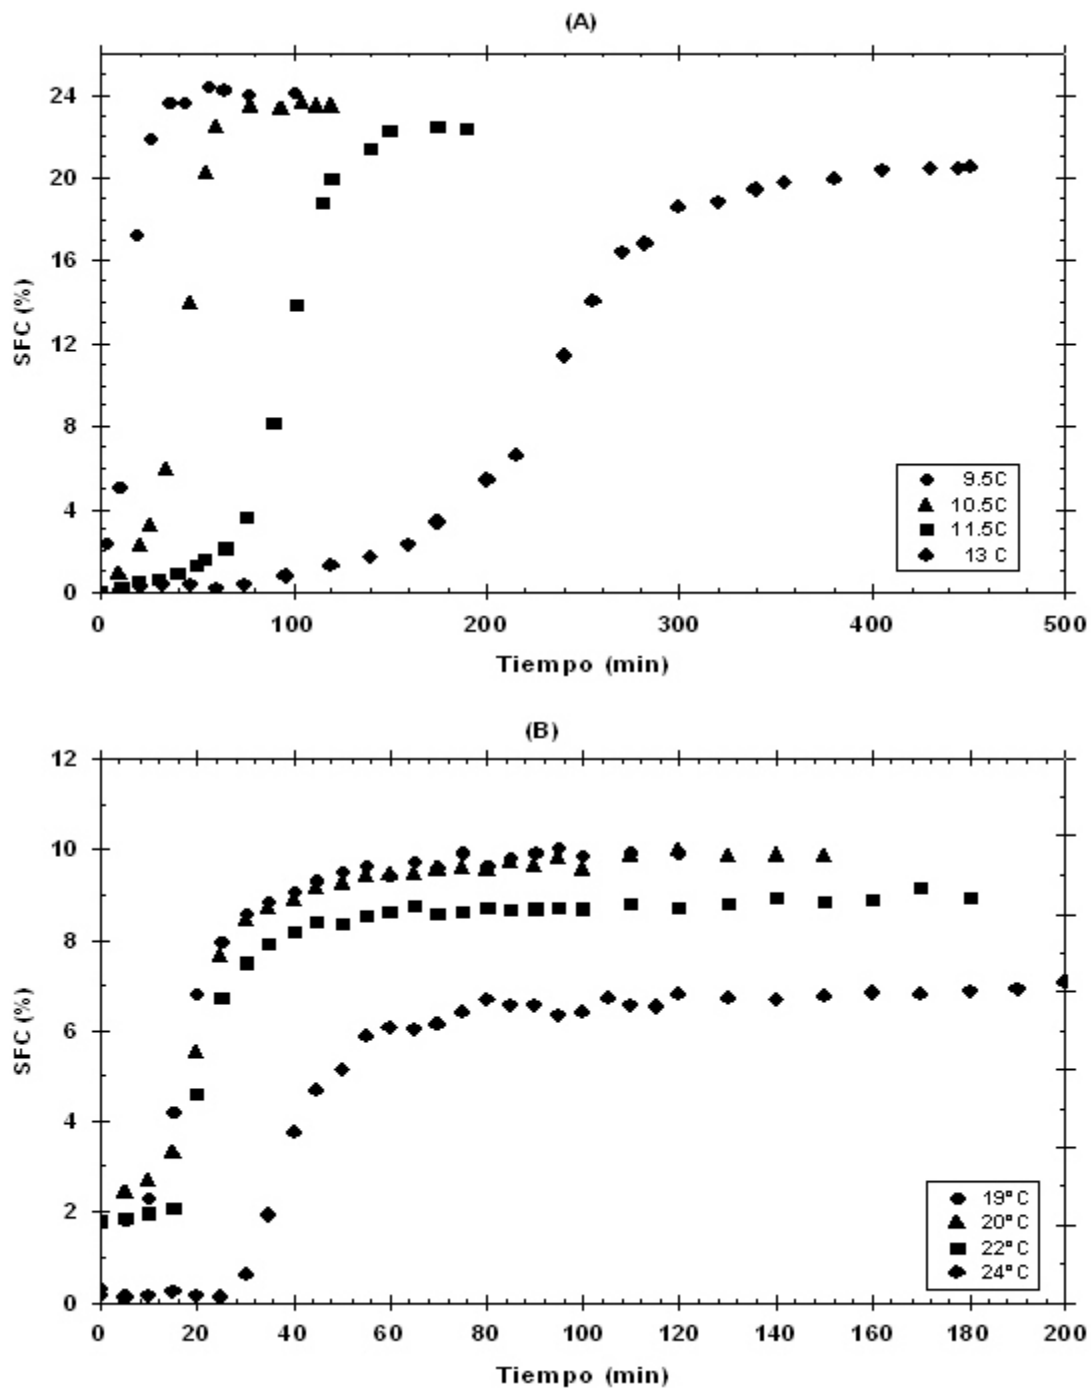 (A)
24
20
16
12
8
4
0
SFC (%)
9.5C
10.5C
11.5C
13 C
0 100 200 300 400 500
Tiempo (min)
(B)
12
10
8
6
4
2
0
SFC (%)
19°C
20°C
22°C
24°C
0 20 40 60 80 100 120 140 160 180 200
Tiempo (min)